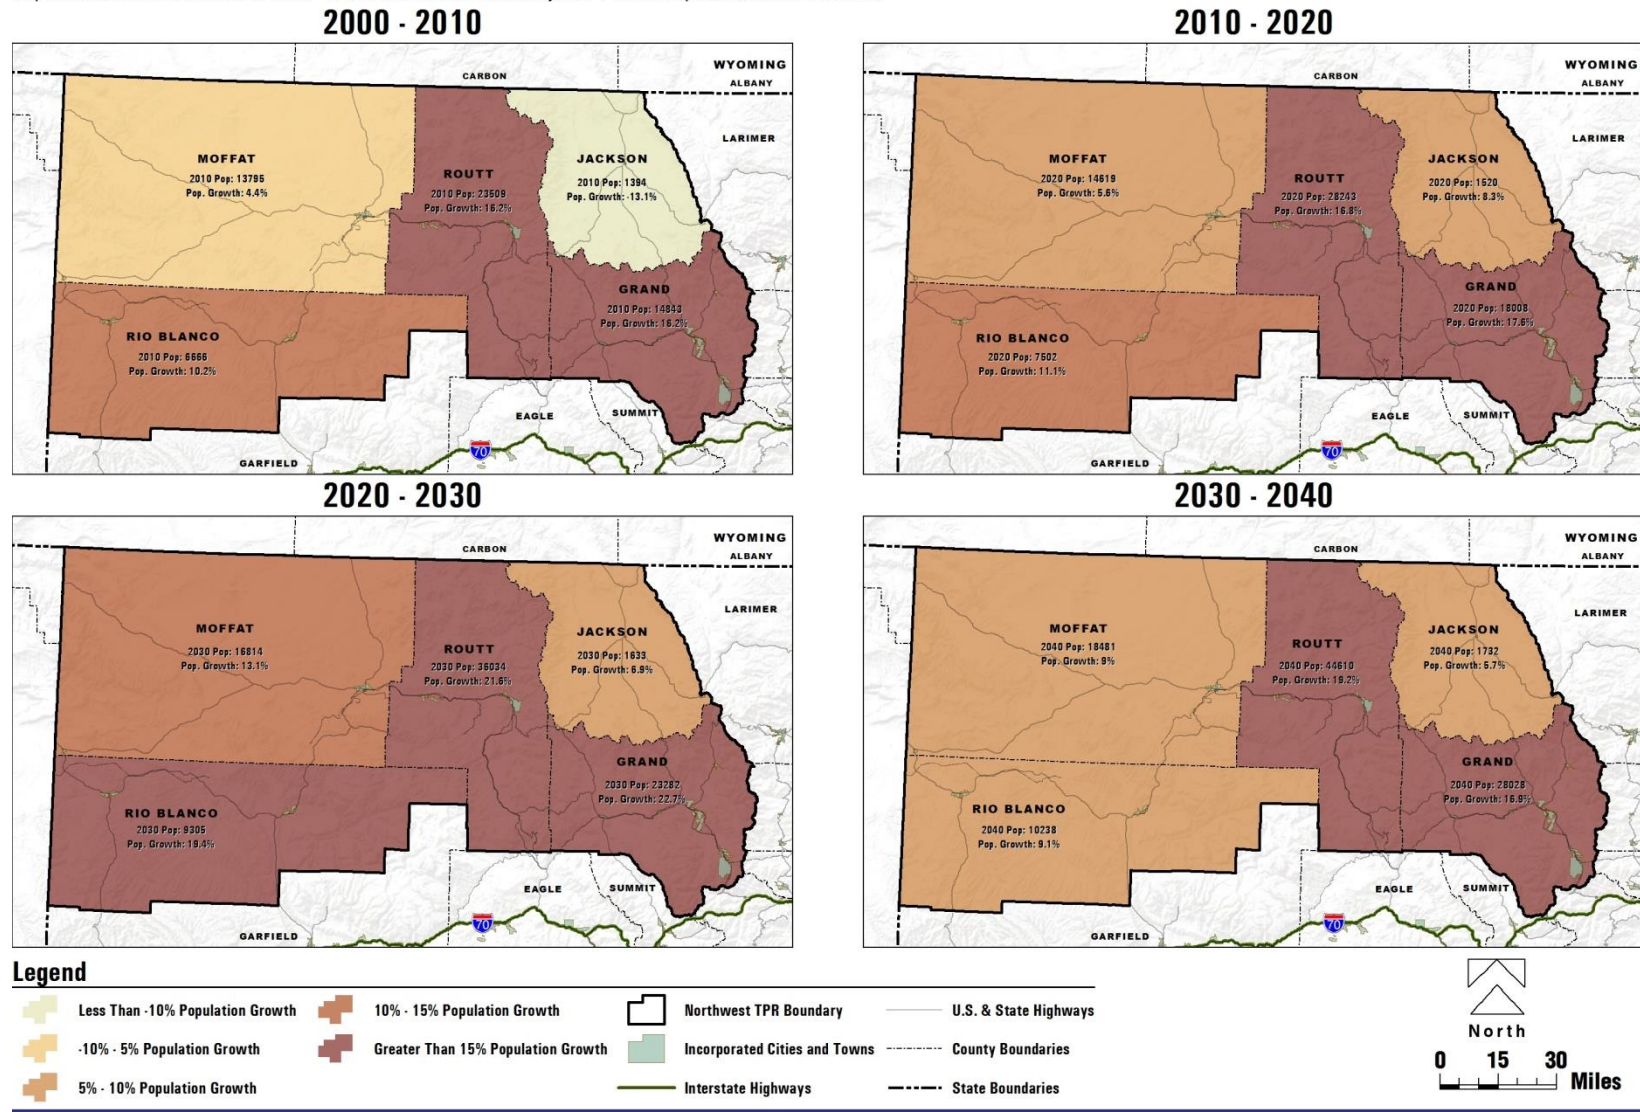 2000 - 2010
WYOMING
CARBON
ALBANY
LARIMER
MOFFAT
2010 Pop: 13795
Pop. Growth: 4.4%
ROUTT
2010 Pop: 23509
Pop. Growth: 16.2%
JACKSON
2010 Pop: 1394
Pop. Growth: -13.1%
GRAND
2010 Pop: 14843
Pop. Growth: 16.2%
RIO BLANCO
2010 Pop: 6666
Pop. Growth: 10.2%
EAGLE
SUMMIT
70
GARFIELD
2010 - 2020
WYOMING
CARBON
ALBANY
LARIMER
MOFFAT
2020 Pop: 14619
Pop. Growth: 5.6%
ROUTT
2020 Pop: 28243
Pop. Growth: 16.8%
JACKSON
2020 Pop: 1520
Pop. Growth: 8.3%
GRAND
2020 Pop: 18008
Pop. Growth: 17.6%
RIO BLANCO
2020 Pop: 7502
Pop. Growth: 11.1%
EAGLE
SUMMIT
70
GARFIELD
2020 - 2030
WYOMING
CARBON
ALBANY
LARIMER
MOFFAT
2030 Pop: 16814
Pop. Growth: 13.1%
ROUTT
2030 Pop: 36034
Pop. Growth: 21.6%
JACKSON
2030 Pop: 1633
Pop. Growth: 6.9%
GRAND
2030 Pop: 23282
Pop. Growth: 22.7%
RIO BLANCO
2030 Pop: 9305
Pop. Growth: 19.4%
EAGLE
SUMMIT
70
GARFIELD
2030 - 2040
WYOMING
CARBON
ALBANY
LARIMER
MOFFAT
2040 Pop: 18481
Pop. Growth: 9%
ROUTT
2040 Pop: 44610
Pop. Growth: 19.2%
JACKSON
2040 Pop: 1732
Pop. Growth: 5.7%
GRAND
2040 Pop: 28028
Pop. Growth: 16.9%
RIO BLANCO
2040 Pop: 10238
Pop. Growth: 9.1%
EAGLE
SUMMIT
70
GARFIELD
Legend
Less Than -10% Population Growth
-10% - 5% Population Growth
5% - 10% Population Growth
10% - 15% Population Growth
Greater Than 15% Population Growth
Northwest TPR Boundary
Incorporated Cities and Towns
Interstate Highways
U.S. & State Highways
County Boundaries
State Boundaries
North
0 15 30
Miles